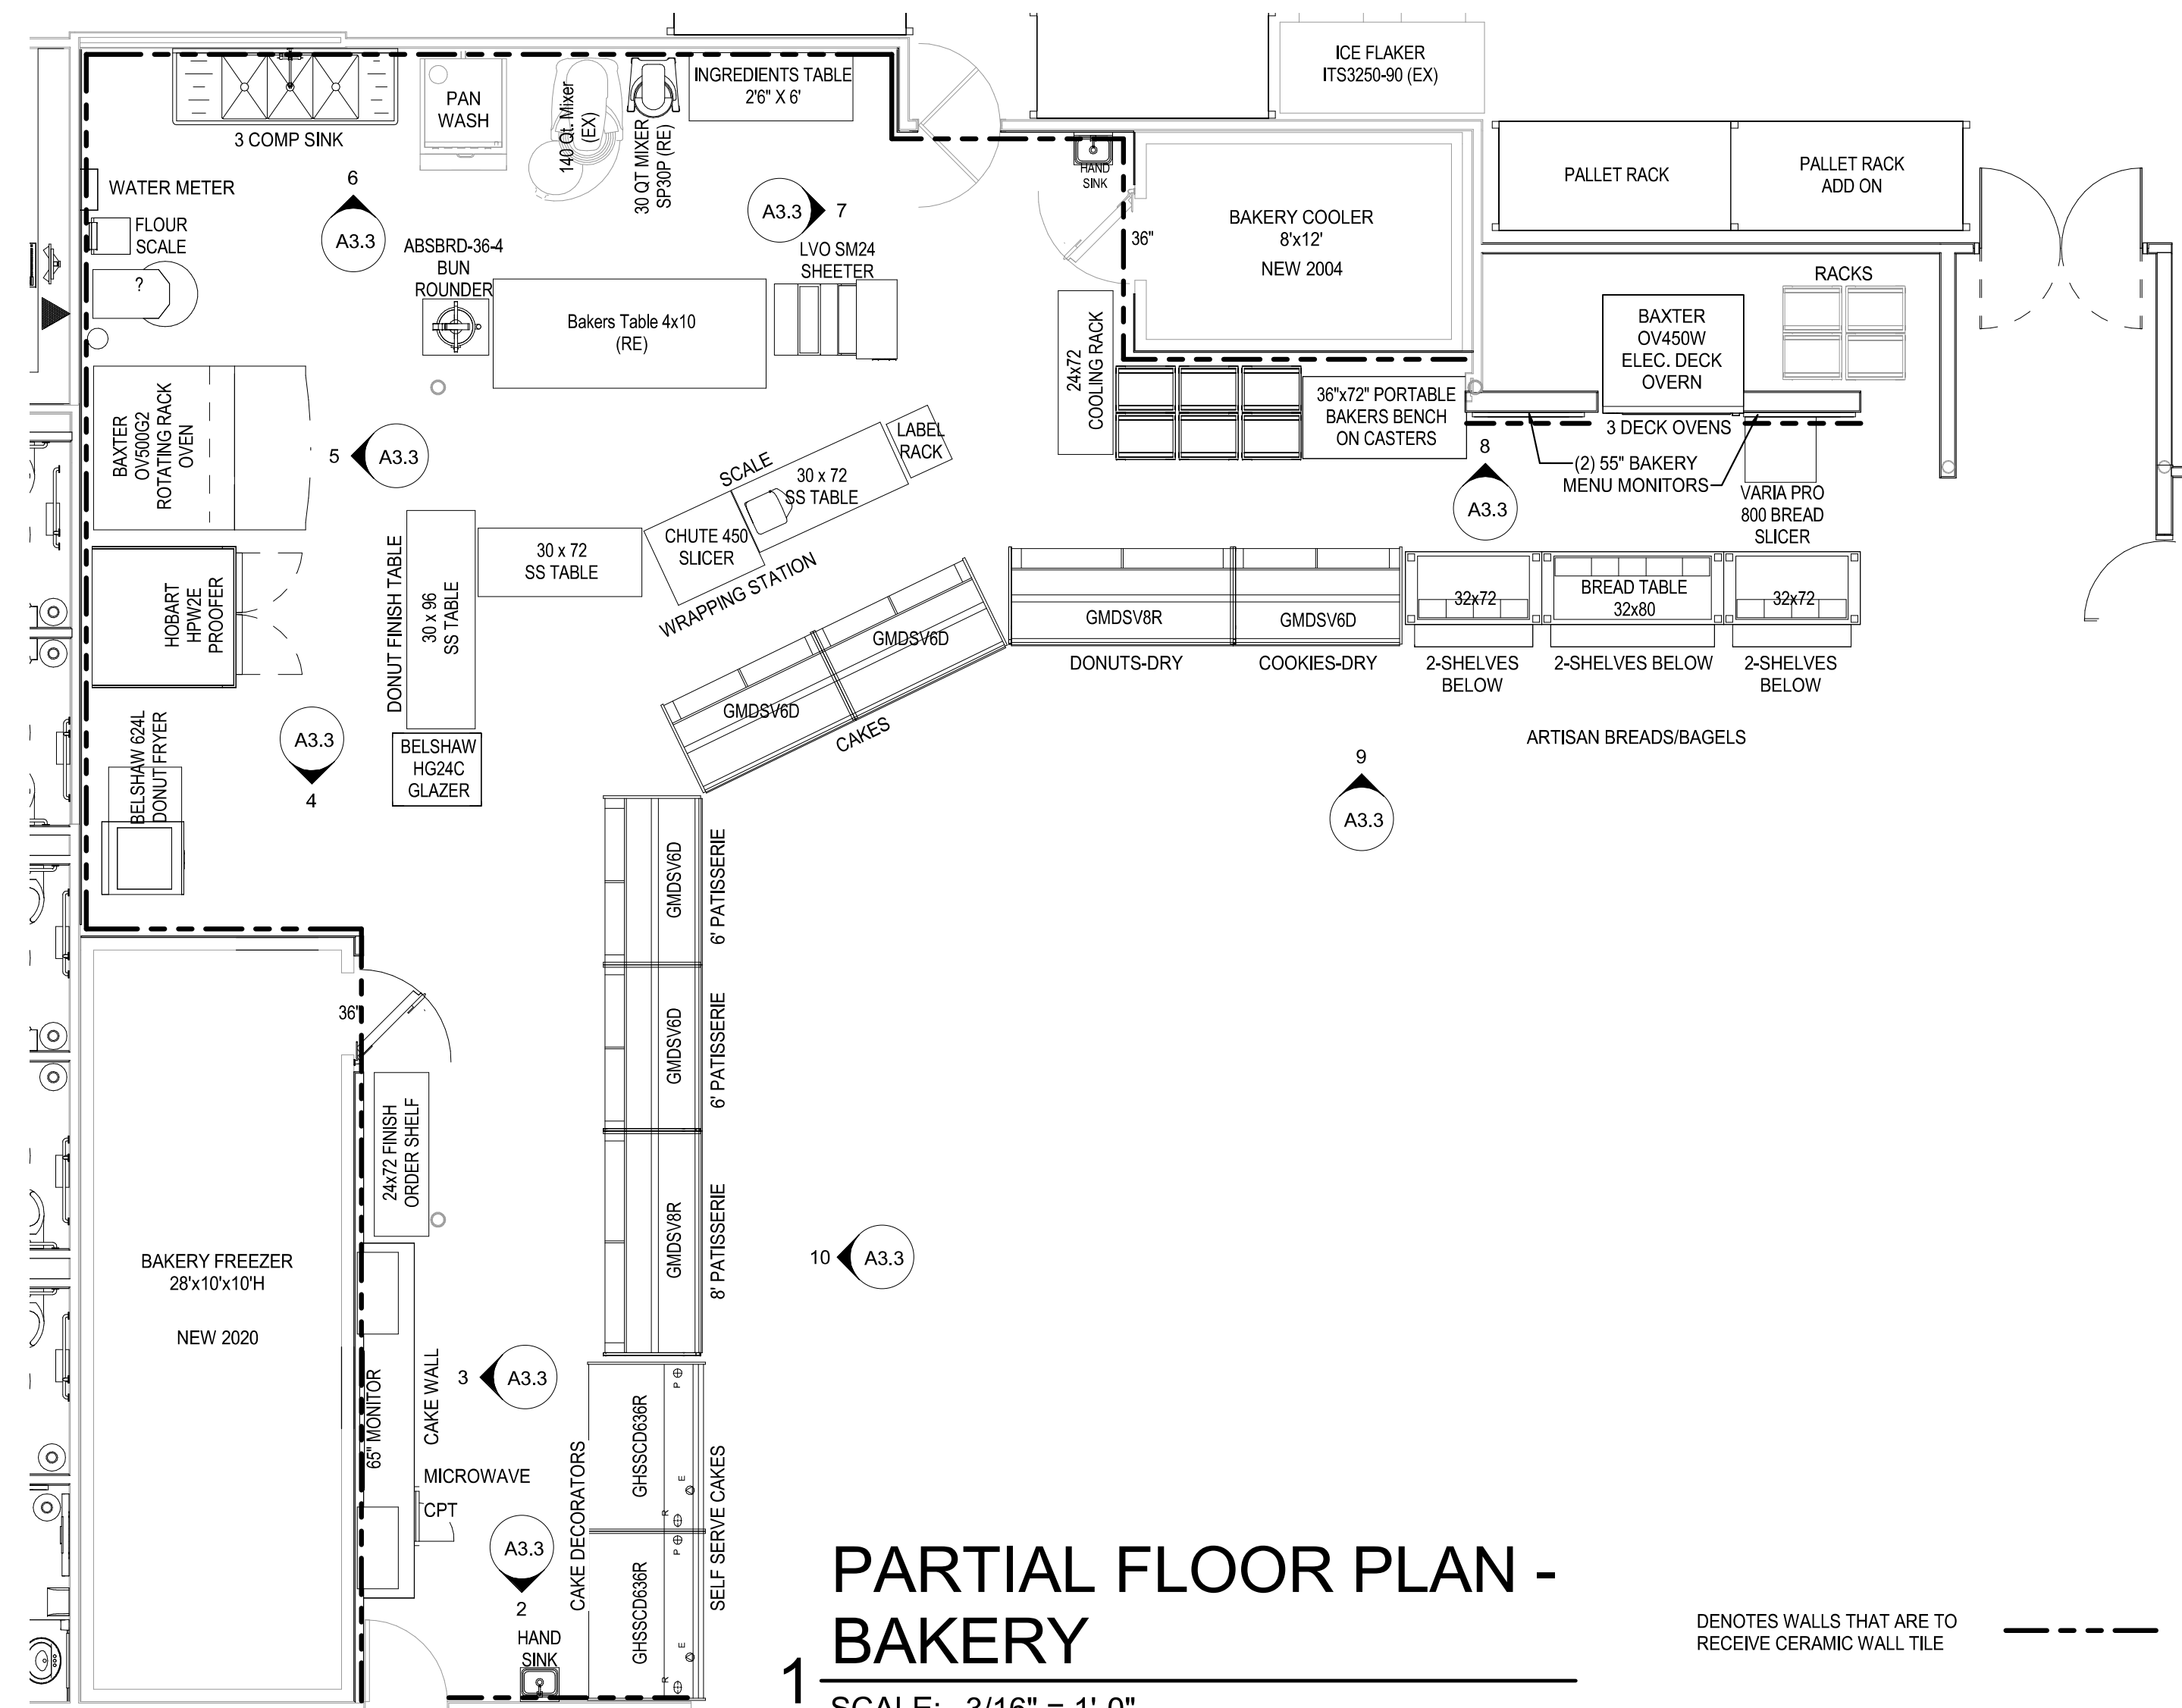 ICE FLAKER
ITS3250-90 (EX)
INGREDIENTS TABLE
2'6" X 6'
PAN
WASH
140 Qt. Mixer
(EX)
30 QT MIXER
SP30P (RE)
3 COMP SINK
HAND
SINK
PALLET RACK
PALLET RACK
ADD ON
WATER METER
6
A3.3
A3.3
7
FLOUR
SCALE
?
ABSBRD-36-4
BUN
ROUNDER
LVO SM24
SHEETER
36"
BAKERY COOLER
8'x12'
NEW 2004
RACKS
Bakers Table 4x10
(RE)
24x72
COOLING RACK
BAXTER
OV450W
ELEC. DECK
OVERN
36"x72" PORTABLE
BAKERS BENCH
ON CASTERS
3 DECK OVENS
BAXTER
OV500G2
ROTATING RACK
OVEN
5
A3.3
LABEL
RACK
SCALE
30 x 72
SS TABLE
8
A3.3
(2) 55" BAKERY
MENU MONITORS
VARIA PRO
800 BREAD
SLICER
CHUTE 450
SLICER
WRAPPING STATION
30 x 72
SS TABLE
DONUT FINISH TABLE
30 x 96
SS TABLE
HOBART
HPW2E
PROOFER
GMDSV8R
GMDSV6D
32x72
BREAD TABLE
32x80
32x72
DONUTS-DRY
COOKIES-DRY
2-SHELVES
BELOW
2-SHELVES BELOW
2-SHELVES
BELOW
GMDSV6D
GMDSV6D
CAKES
ARTISAN BREADS/BAGELS
A3.3
4
BELSHAW
HG24C
GLAZER
BELSHAW 624L
DONUT FRYER
9
A3.3
GMDSV6D
6' PATISSERIE
36"
GMDSV6D
6' PATISSERIE
24x72 FINISH
ORDER SHELF
GMDSV8R
8' PATISSERIE
10
A3.3
BAKERY FREEZER
28'x10'x10'H
NEW 2020
65" MONITOR
CAKE WALL
3
A3.3
MICROWAVE
CPT
A3.3
2
CAKE DECORATORS
GHSSCD636R
P
E
R
SELF SERVE CAKES
GHSSCD636R
P
E
R
HAND
SINK
PARTIAL FLOOR PLAN -
BAKERY
1
SCALE: 3/16" = 1'-0"
DENOTES WALLS THAT ARE TO
RECEIVE CERAMIC WALL TILE